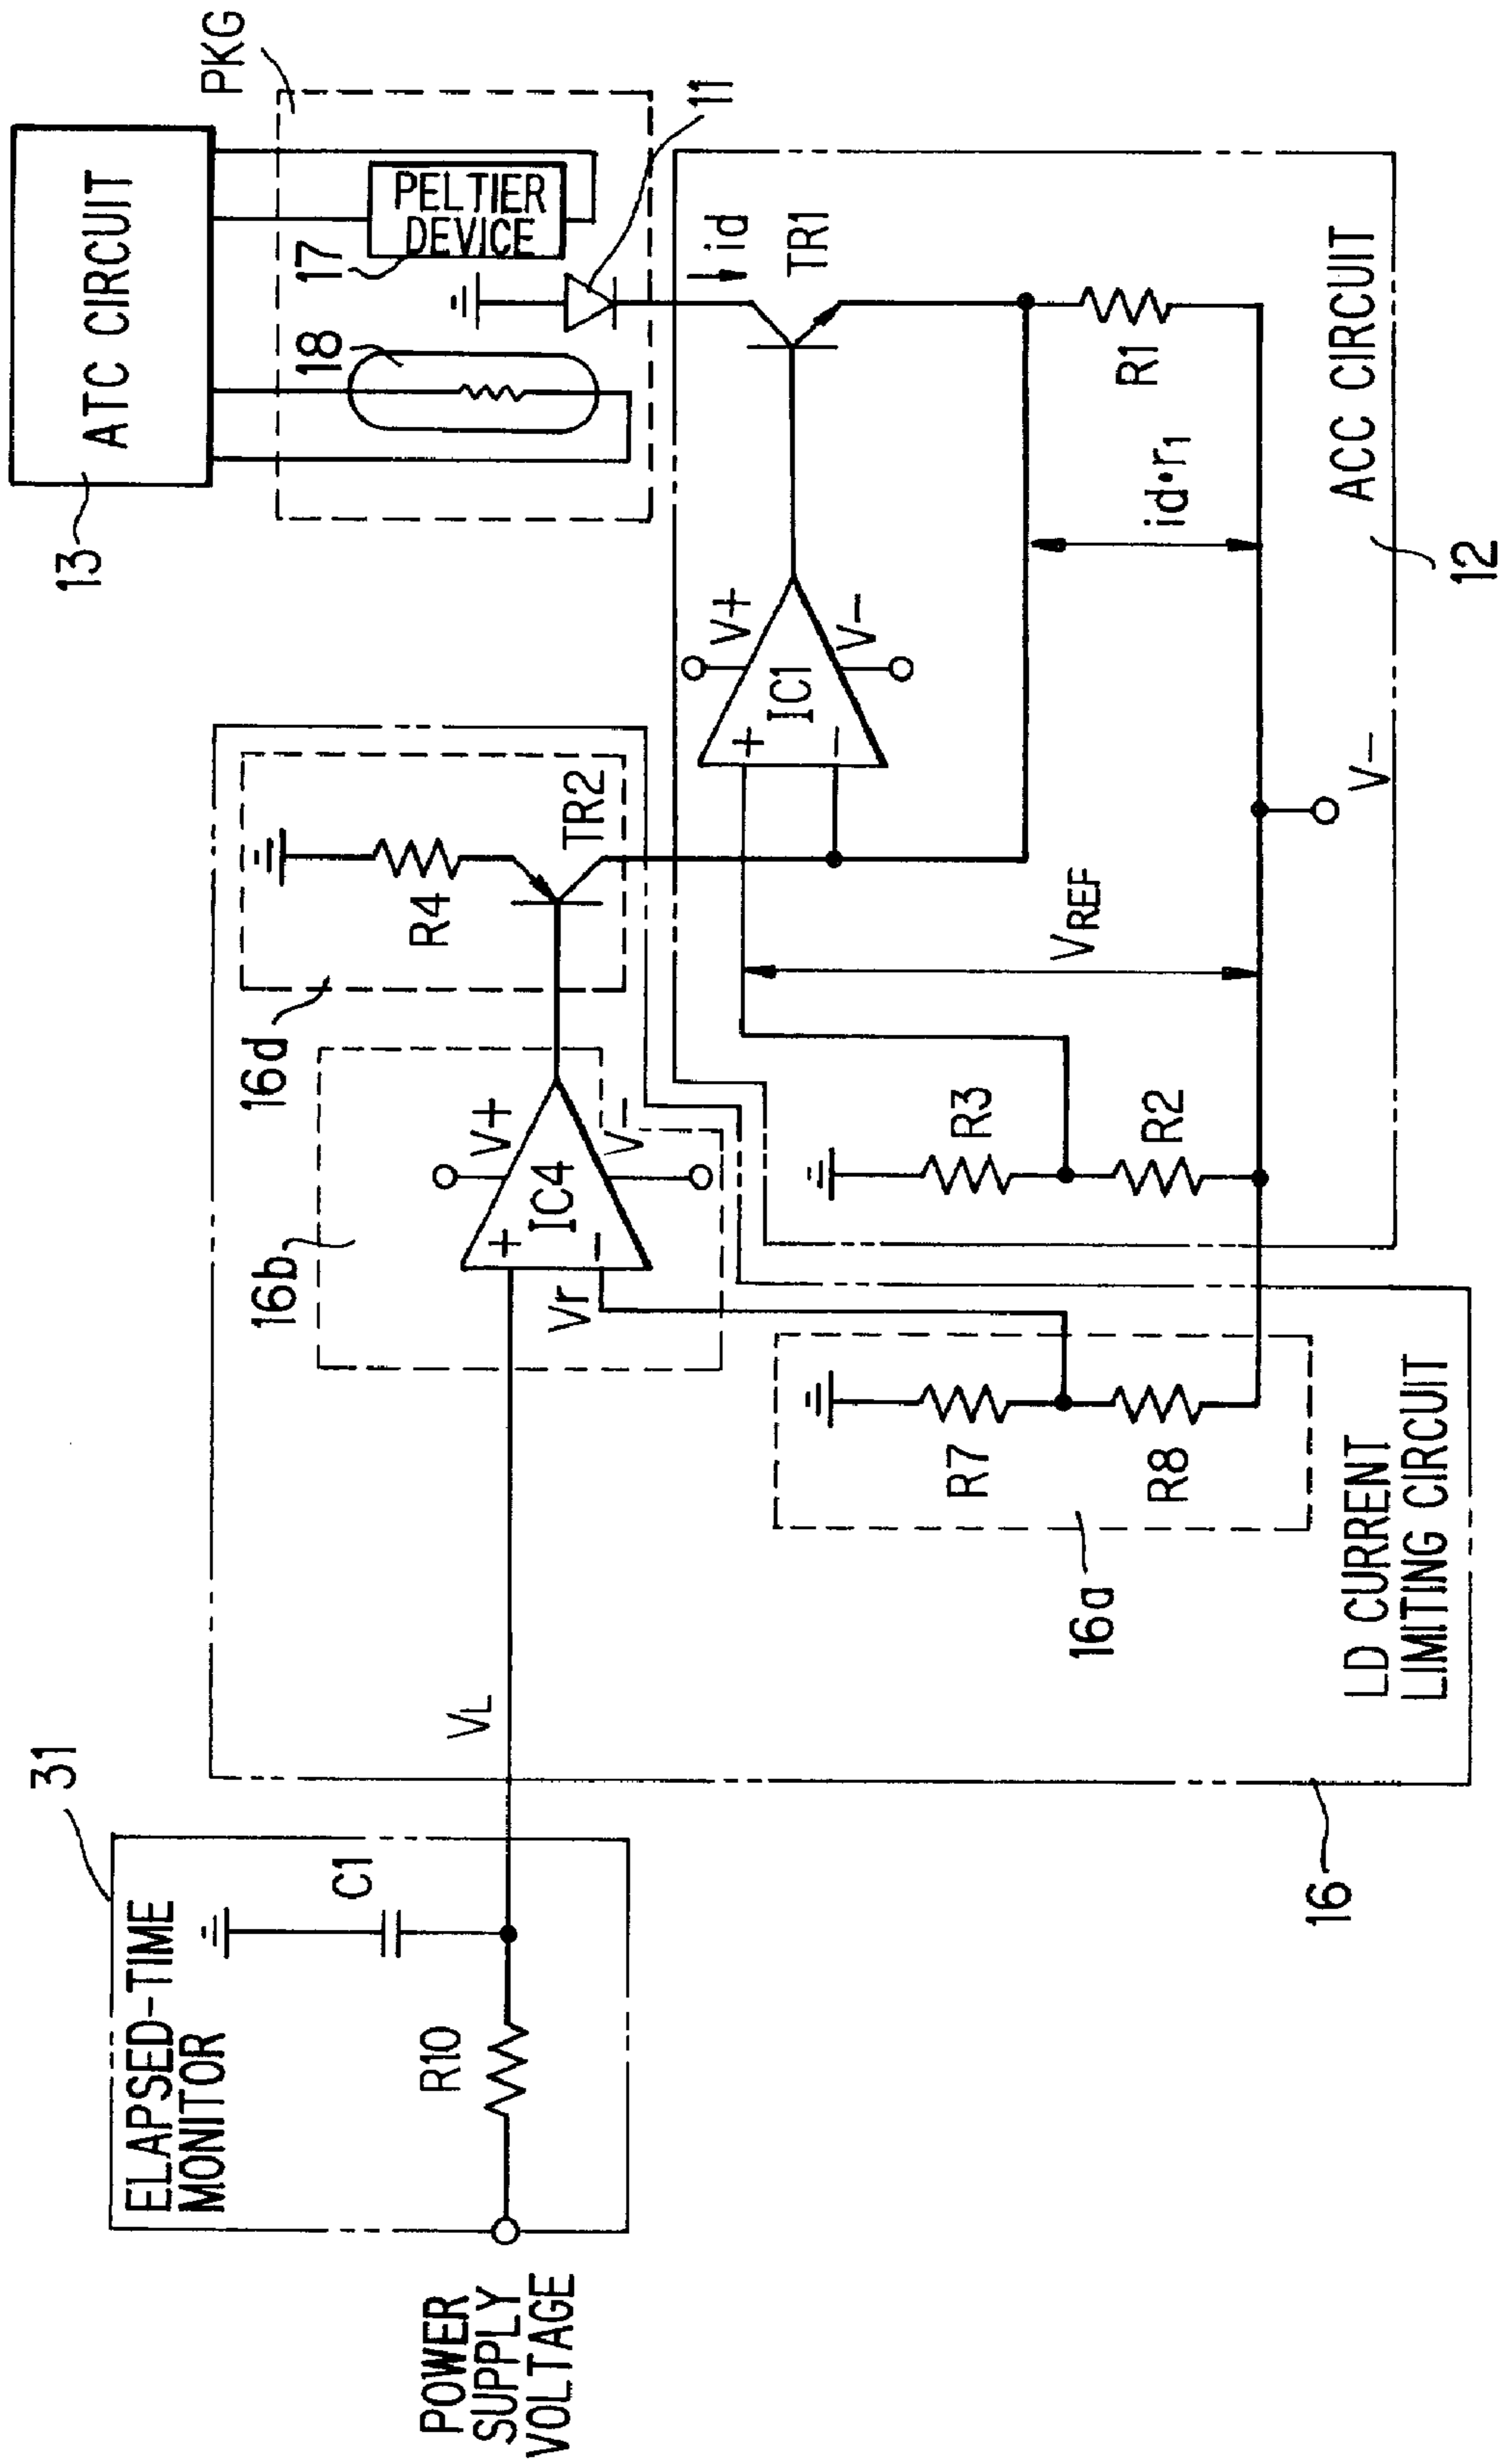 ATC CIRCUIT
13
PKG
PELTIER
DEVICE
17
18
11
31
ELAPSED-TIME
MONITOR
C1
R10
POWER
SUPPLY
VOLTAGE
VL
16b
V+
+
IC4
−
V−
Vr
16d
R4
TR2
V+
+
IC1
−
V−
id
TR1
R1
id·r1
VREF
R3
R2
V−
ACC CIRCUIT
12
R7
R8
16a
LD CURRENT
LIMITING CIRCUIT
16